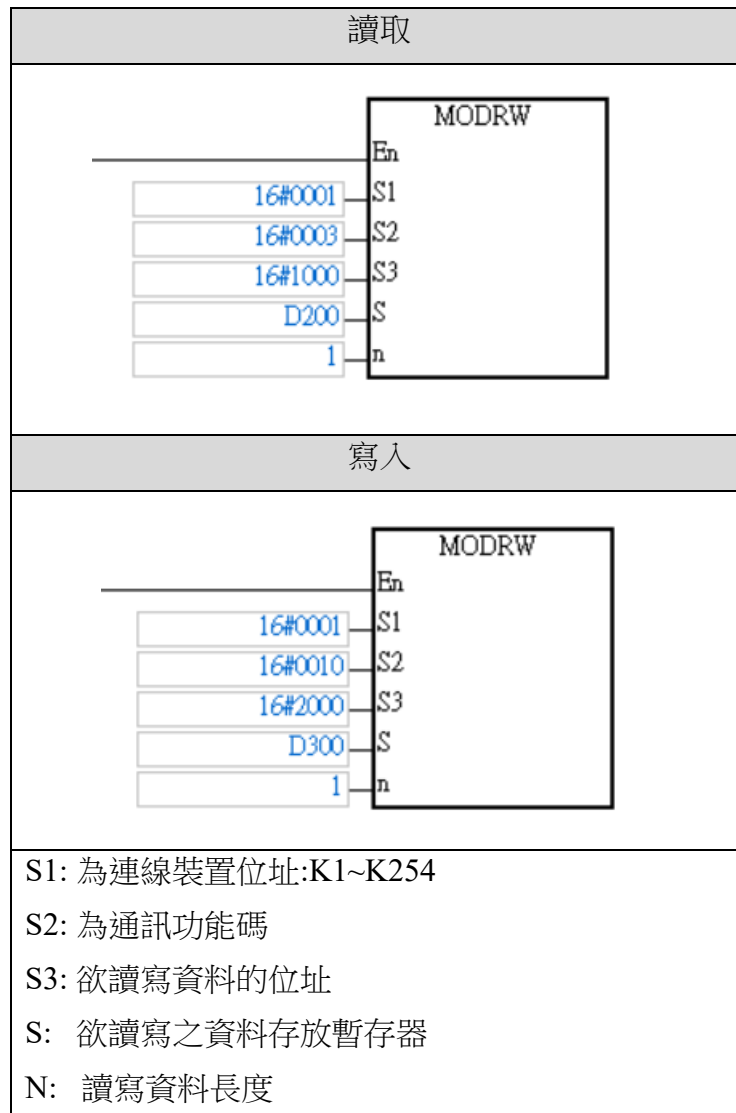 讀取
MODRW
En
16#0001 S1
16#0003 S2
16#1000 S3
D200 S
1 n
寫入
MODRW
En
16#0001 S1
16#0010 S2
16#2000 S3
D300 S
1 n
S1: 為連線裝置位址:K1~K254
S2: 為通訊功能碼
S3: 欲讀寫資料的位址
S: 欲讀寫之資料存放暫存器
N: 讀寫資料長度